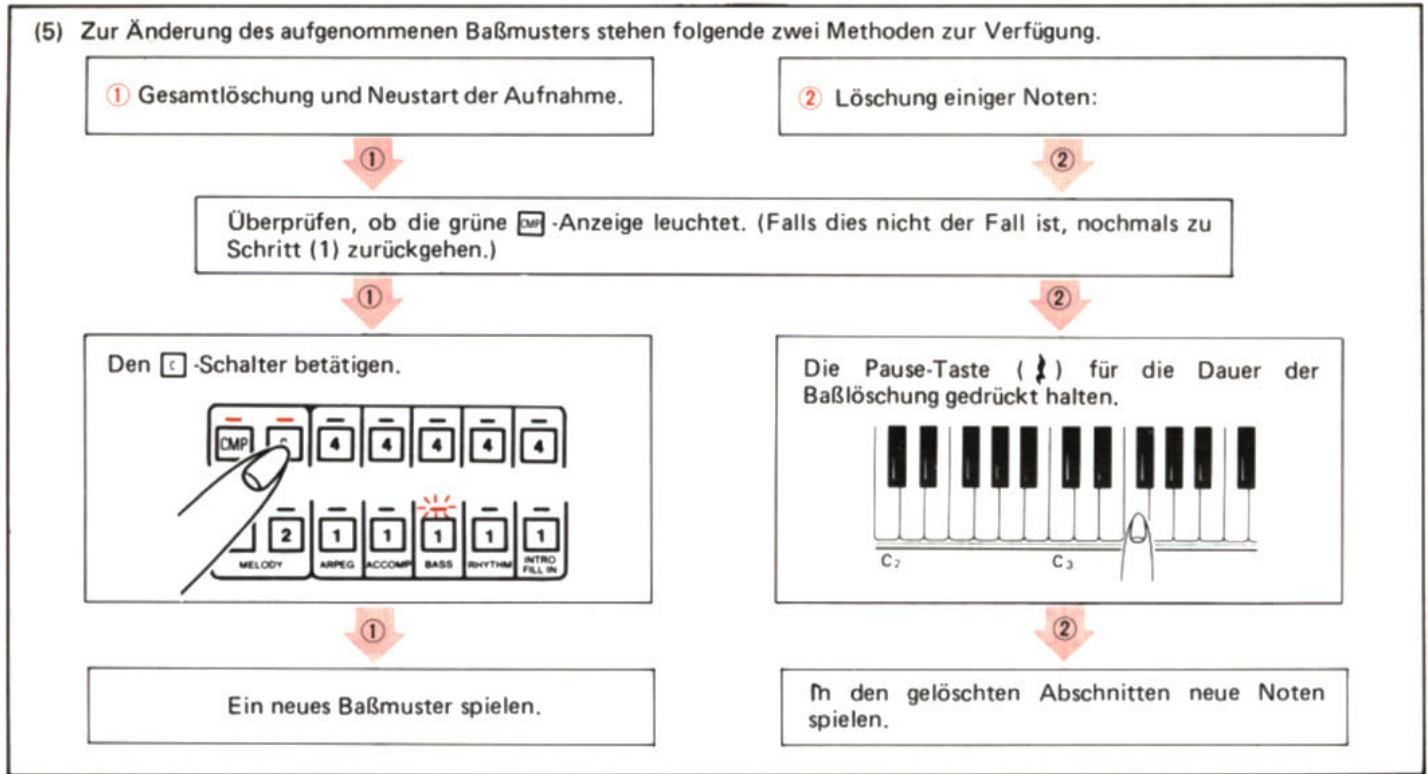 (5) Zur Änderung des aufgenommenen Baßmusters stehen folgende zwei Methoden zur Verfügung.
① Gesamtlöschung und Neustart der Aufnahme.
② Löschung einiger Noten:
①
②
Überprüfen, ob die grüne CMP -Anzeige leuchtet. (Falls dies nicht der Fall ist, nochmals zu
Schritt (1) zurückgehen.)
①
②
Den C -Schalter betätigen.
CMP C 4 4 4 4 4
2 1 1 1 1 1
MELODY ARPEG ACCOMP BASS RHYTHM INTRO
FILL IN
Die Pause-Taste ( 𝄽 ) für die Dauer der
Baßlöschung gedrückt halten.
C2 C3
①
②
Ein neues Baßmuster spielen.
In den gelöschten Abschnitten neue Noten
spielen.